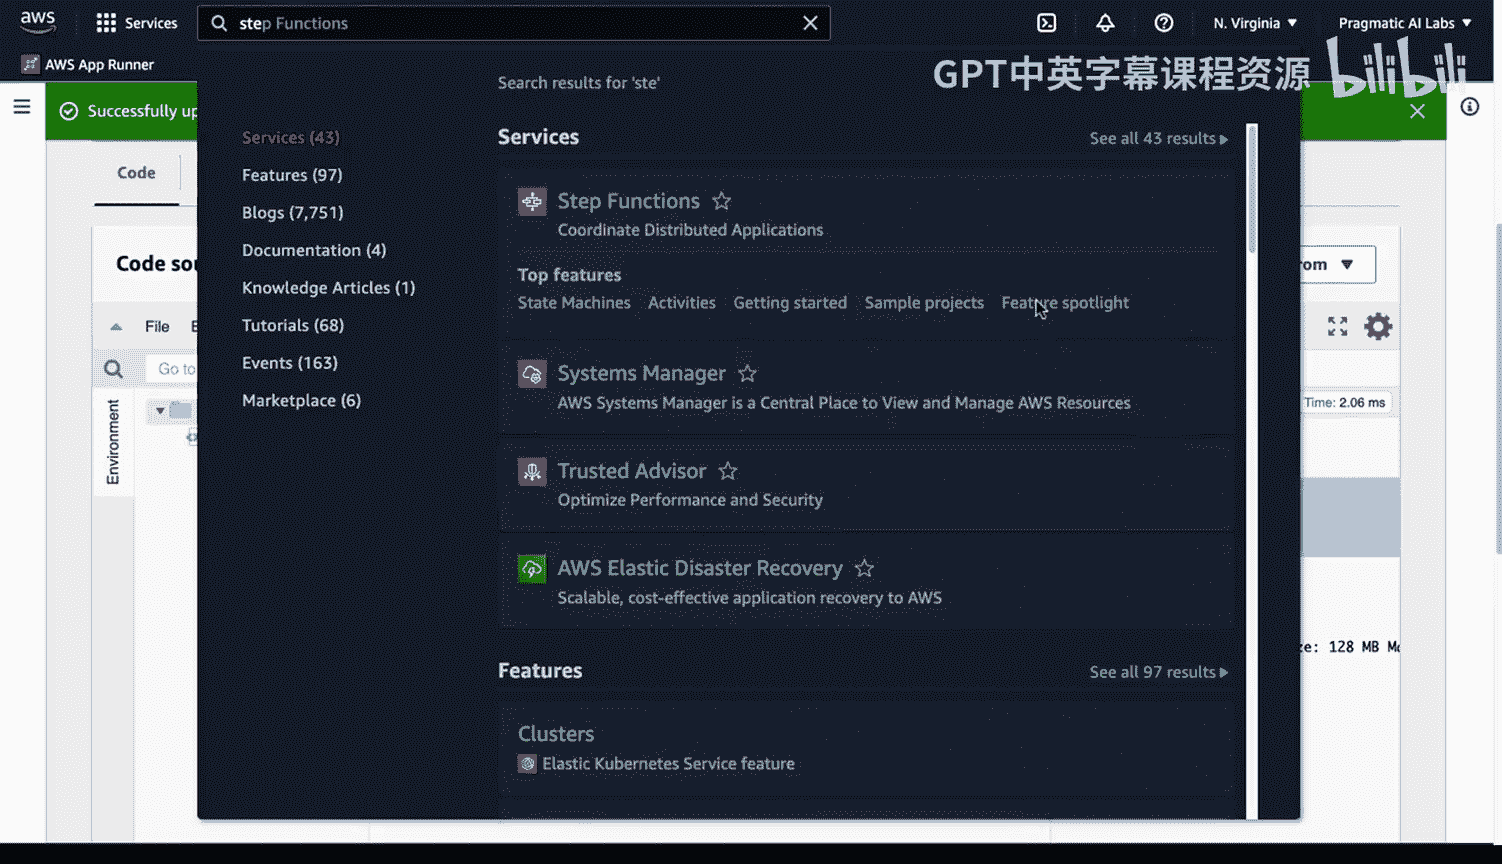 aws
Services
step Functions
N. Virginia
Pragmatic AI Labs
AWS App Runner
GPT中英字幕课程资源
bilibili
Search results for 'ste'
Successfully up
Services (43)
Features (97)
Blogs (7,751)
Documentation (4)
Knowledge Articles (1)
Tutorials (68)
Events (163)
Marketplace (6)
Services
See all 43 results
Step Functions
Coordinate Distributed Applications
Top features
State Machines Activities Getting started Sample projects Feature spotlight
Systems Manager
AWS Systems Manager is a Central Place to View and Manage AWS Resources
Trusted Advisor
Optimize Performance and Security
AWS Elastic Disaster Recovery
Scalable, cost-effective application recovery to AWS
Features
See all 97 results
Clusters
Elastic Kubernetes Service feature
Code
Code sou
File E
Go to
Environment
om
Time: 2.06 ms
ze: 128 MB Ma